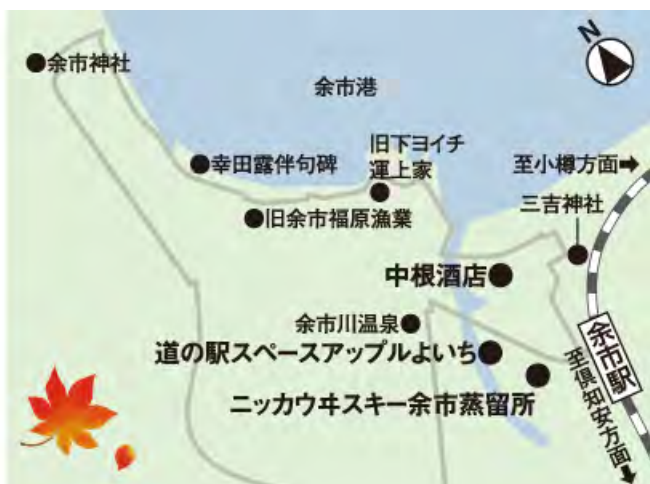 N
余市神社
余市港
幸田露伴句碑
旧下ヨイチ
運上家
至小樽方面➡
旧余市福原漁業
三吉神社
中根酒店
余市川温泉
道の駅スペースアップルよいち
ニッカウヰスキー余市蒸留所
余市駅
至倶知安方面➡